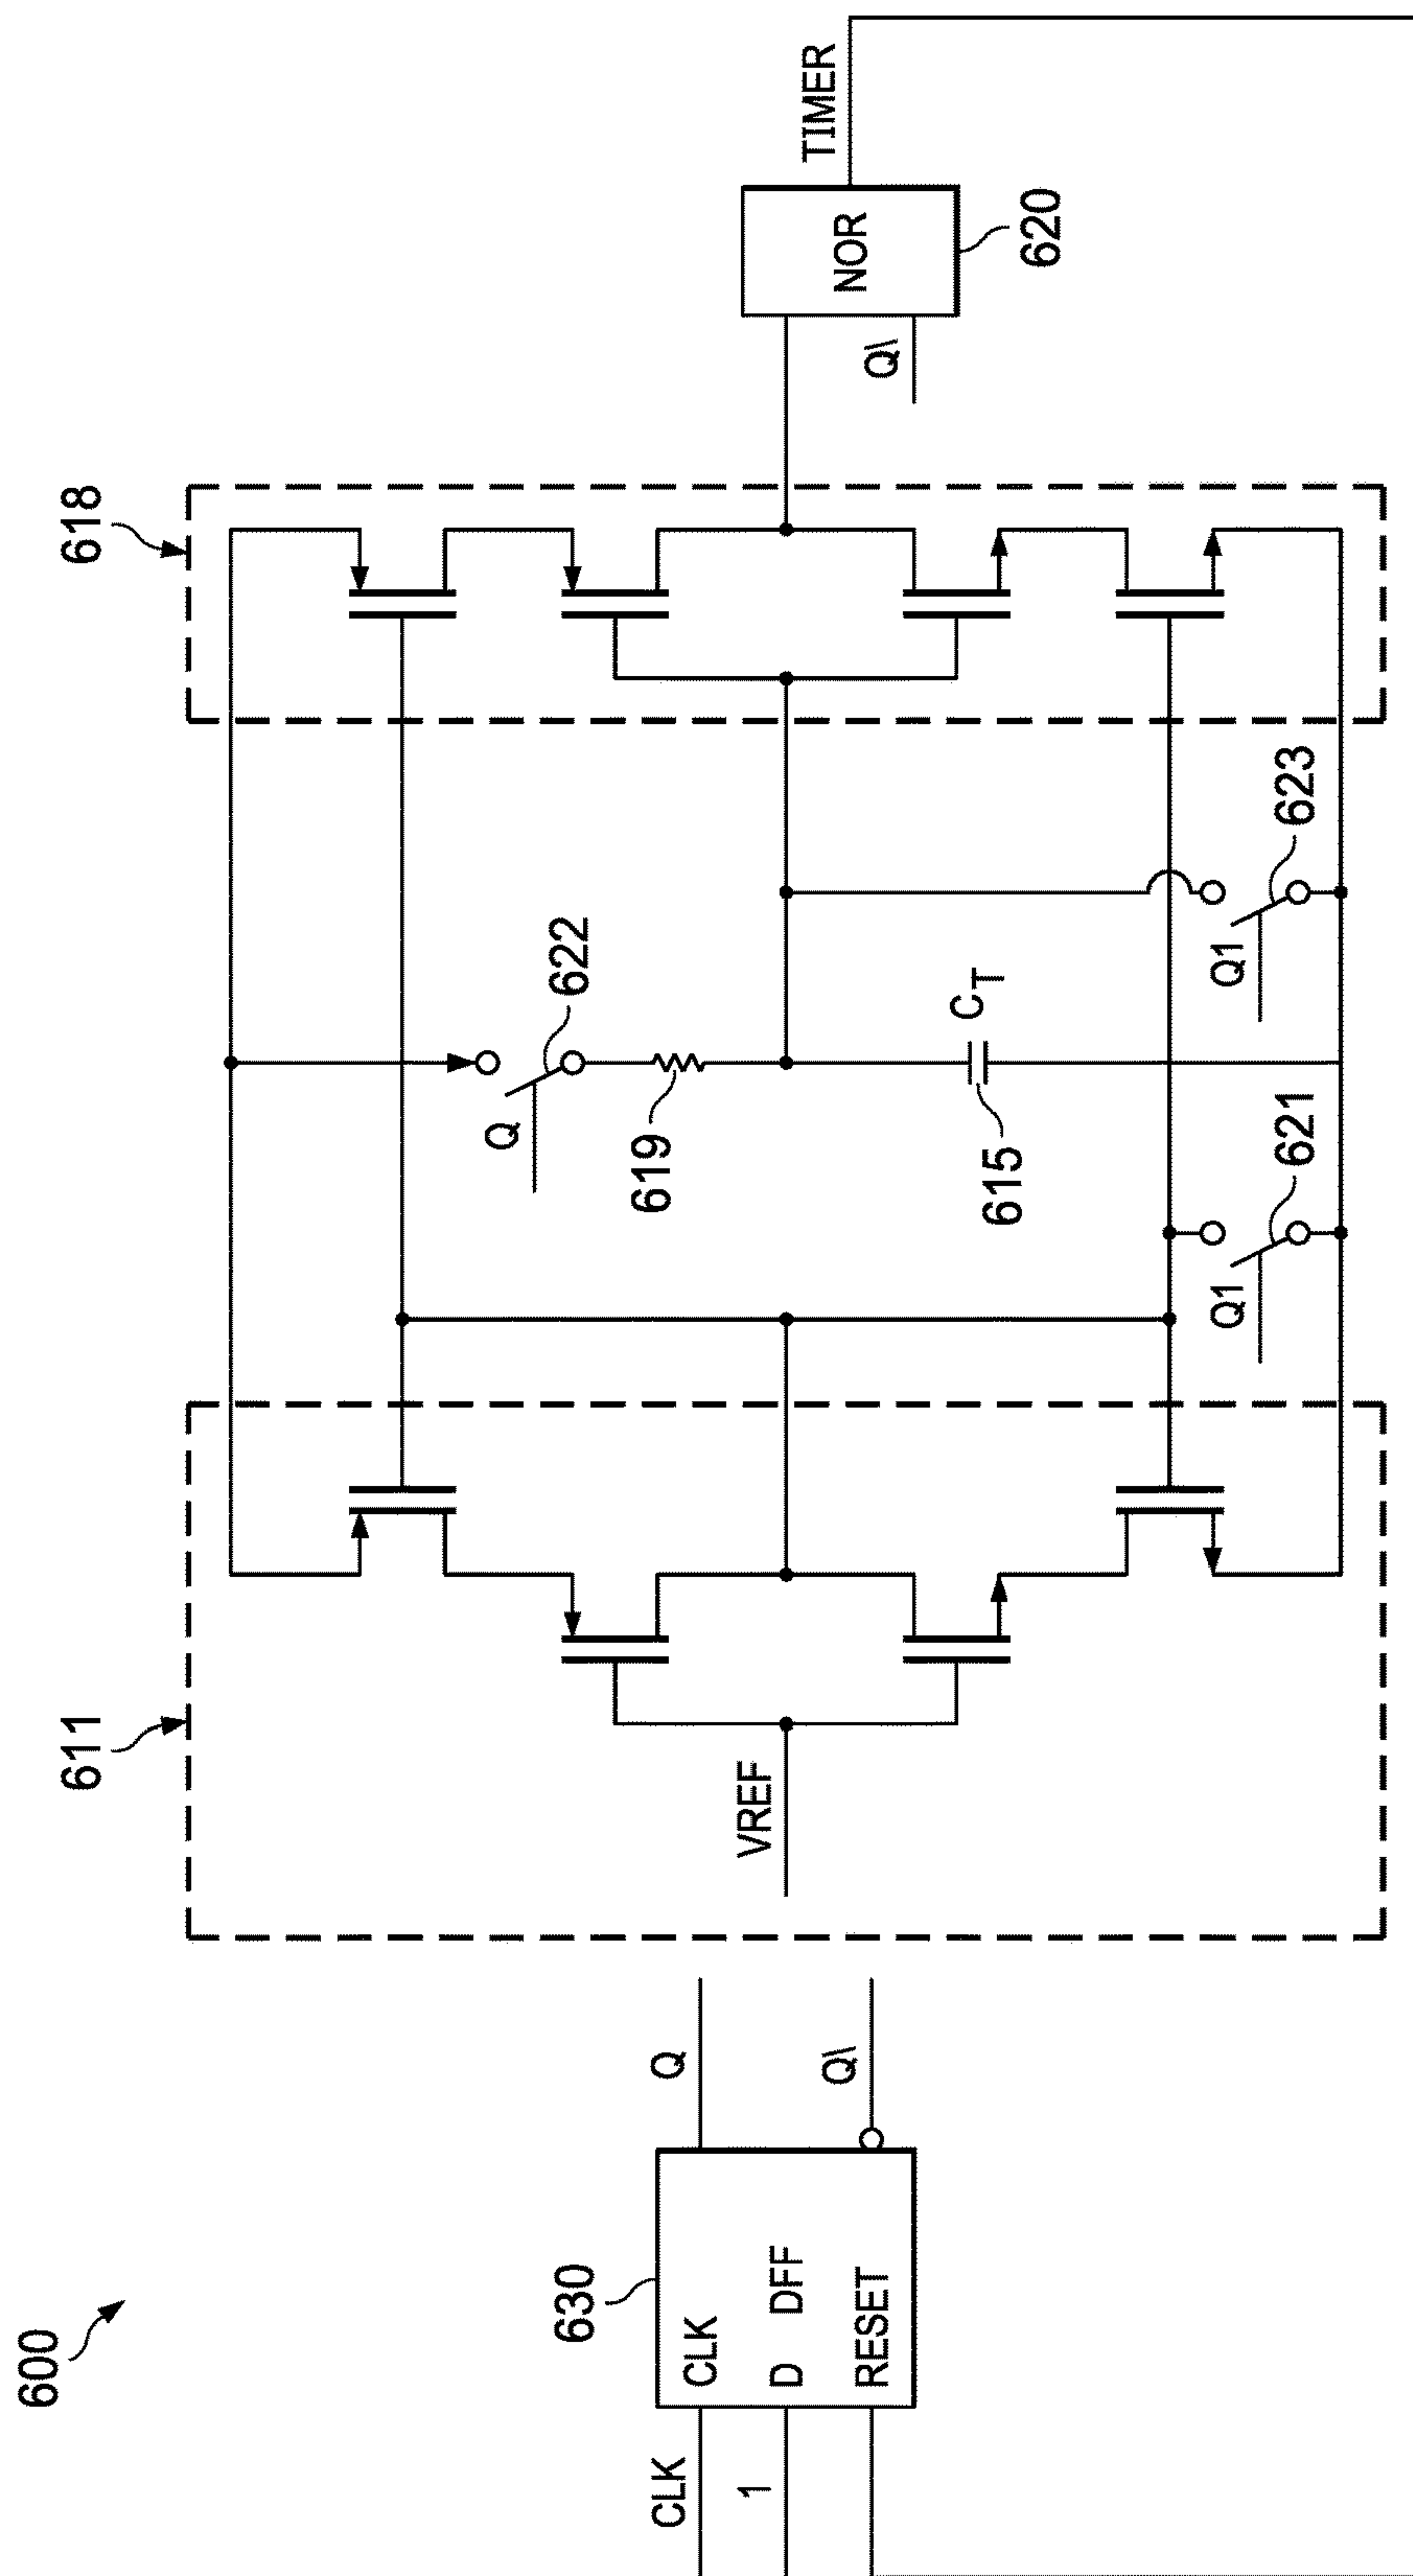 600
CLK
1
CLK
D DFF
RESET
630
Q
Q\
611
VREF
Q
622
619
C_T
615
Q1
621
Q1
623
618
NOR
Q\
620
TIMER